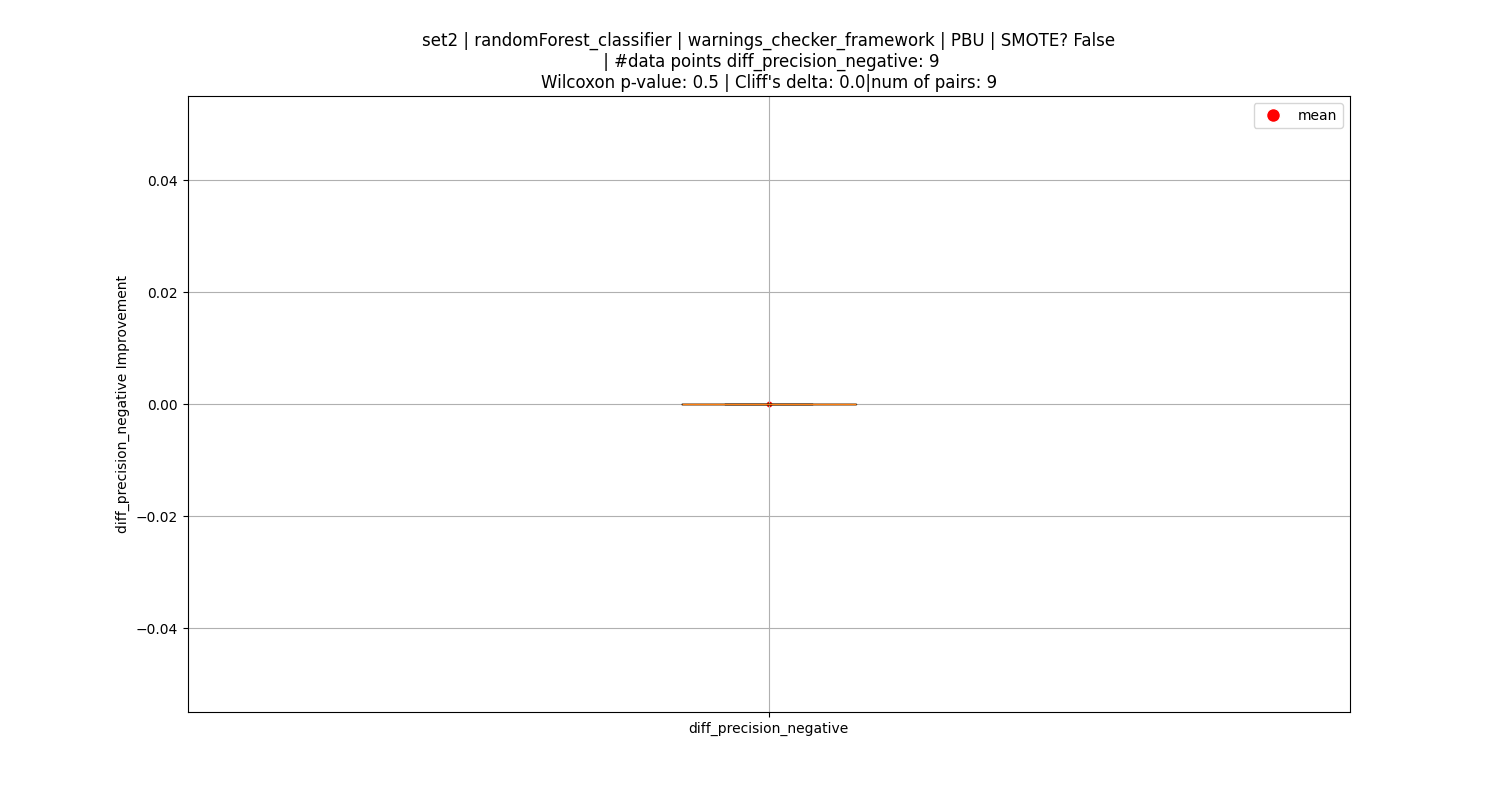 set2 | randomForest_classifier | warnings_checker_framework | PBU | SMOTE? False
| #data points diff_precision_negative: 9
Wilcoxon p-value: 0.5 | Cliff's delta: 0.0|num of pairs: 9
mean
0.04
0.02
0.00
−0.02
−0.04
diff_precision_negative Improvement
diff_precision_negative